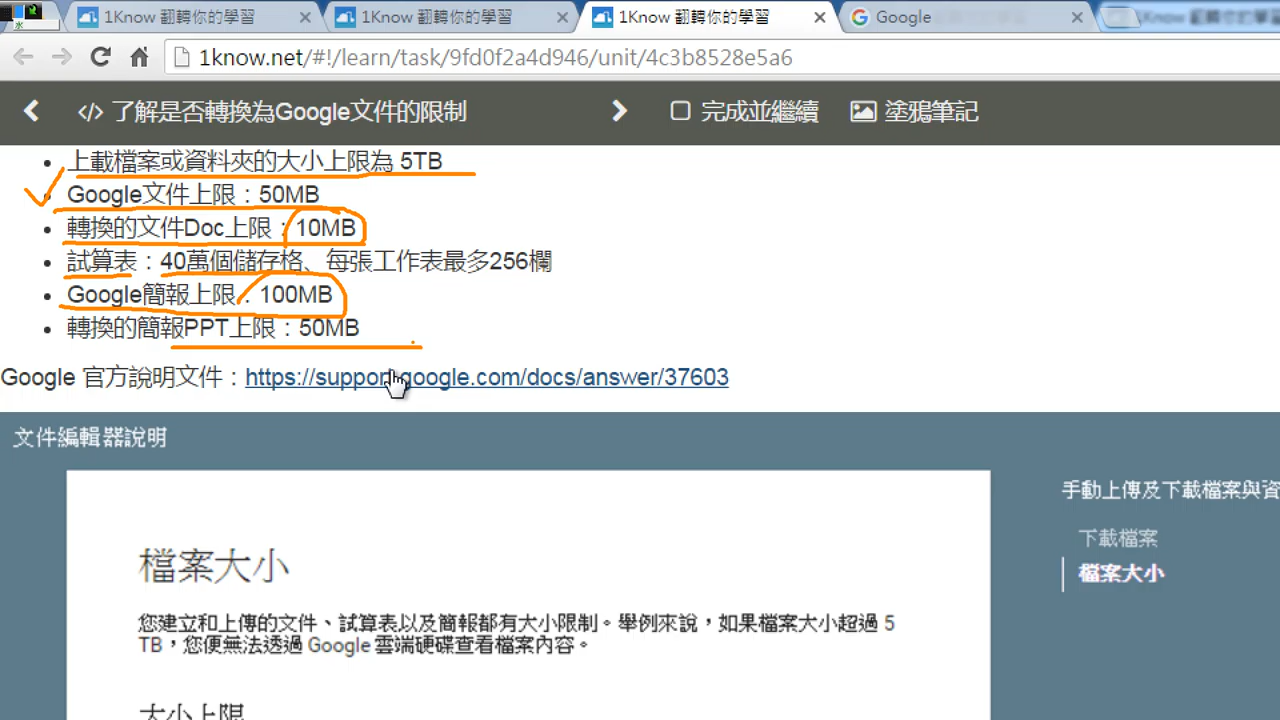 1Know 翻轉你的學習
1Know 翻轉你的學習
1Know 翻轉你的學習
Google
1know.net/#!/learn/task/9fd0f2a4d946/unit/4c3b8528e5a6
</> 了解是否轉換為Google文件的限制
完成並繼續
塗鴉筆記
• 上載檔案或資料夾的大小上限為 5TB
• Google文件上限：50MB
• 轉換的文件Doc上限：10MB
• 試算表：40萬個儲存格、每張工作表最多256欄
• Google簡報上限：100MB
• 轉換的簡報PPT上限：50MB
Google 官方說明文件：https://support.google.com/docs/answer/37603
文件編輯器說明
檔案大小
您建立和上傳的文件、試算表以及簡報都有大小限制。舉例來說，如果檔案大小超過 5
TB，您便無法透過 Google 雲端硬碟查看檔案內容。
大小上限
手動上傳及下載檔案與資
下載檔案
檔案大小